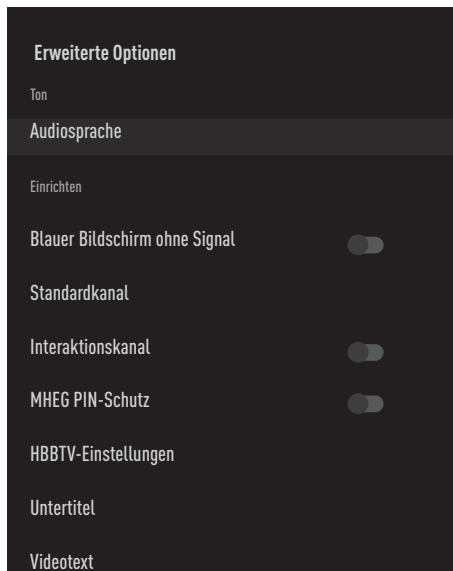 Erweiterte Optionen
Ton
Audiosprache
Einrichten
Blauer Bildschirm ohne Signal
Standardkanal
Interaktionskanal
MHEG PIN-Schutz
HBBTV-Einstellungen
Untertitel
Videotext